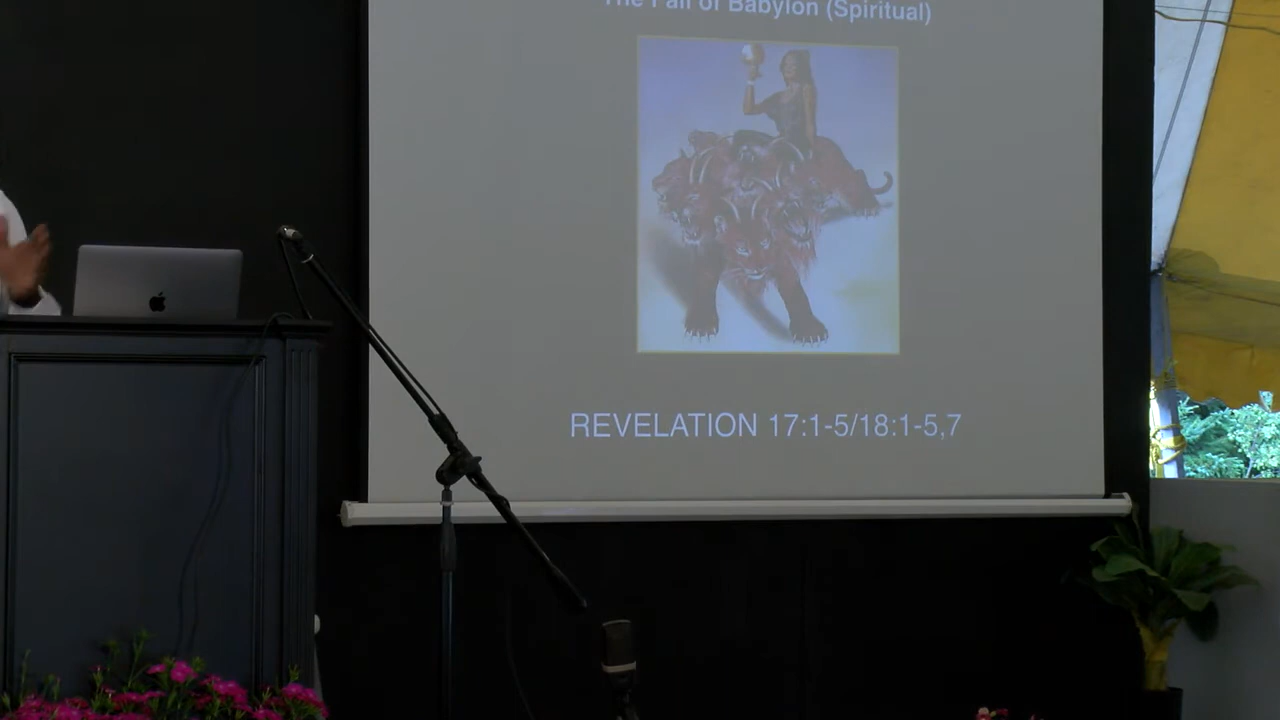 The Fall of Babylon (Spiritual)
REVELATION 17:1-5/18:1-5,7